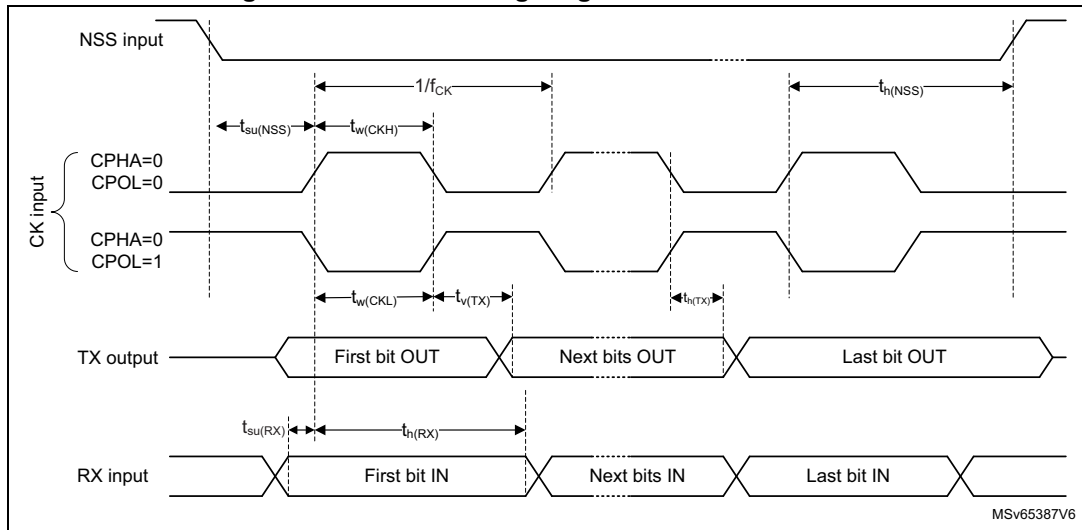 NSS input
1/fCK
th(NSS)
tsu(NSS)
tw(CKH)
CK input
CPHA=0
CPOL=0
CPHA=0
CPOL=1
tw(CKL)
tv(TX)
th(TX)
TX output
First bit OUT
Next bits OUT
Last bit OUT
tsu(RX)
th(RX)
RX input
First bit IN
Next bits IN
Last bit IN
MSv65387V6